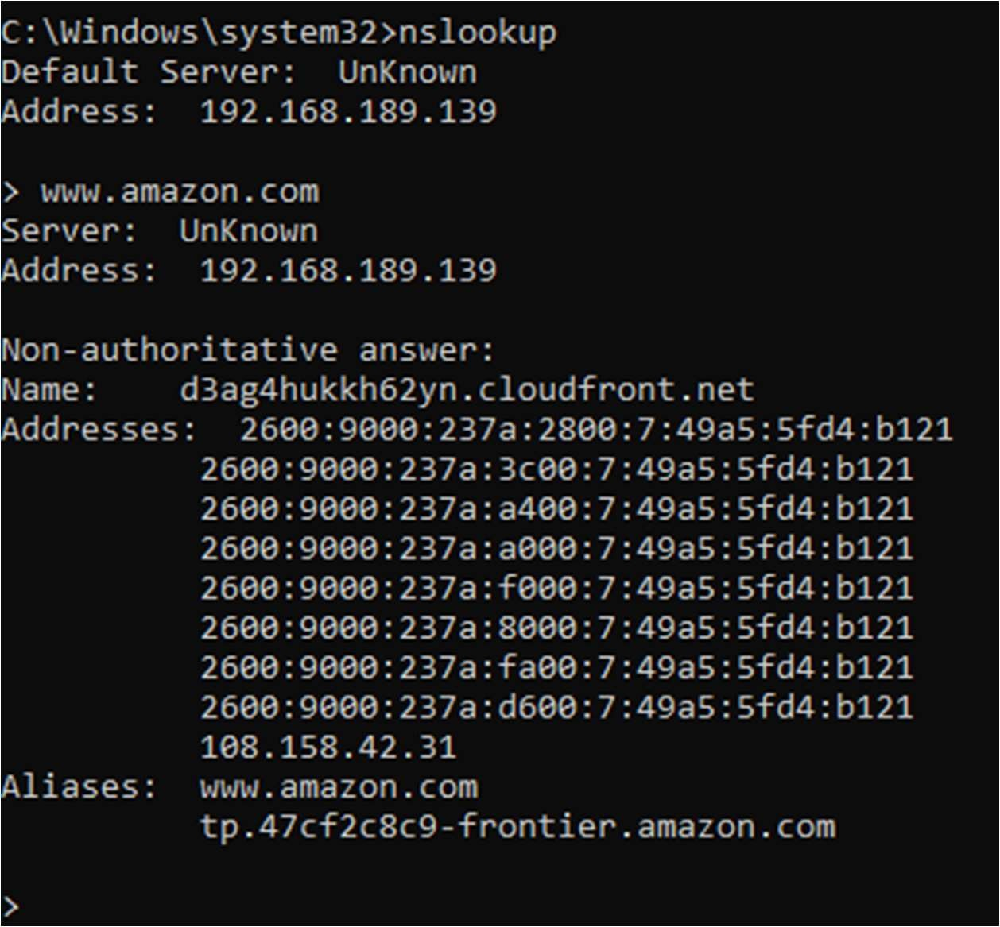 C:\Windows\system32>nslookup
Default Server:  UnKnown
Address:  192.168.189.139
> www.amazon.com
Server:  UnKnown
Address:  192.168.189.139
Non-authoritative answer:
Name:    d3ag4hukkh62yn.cloudfront.net
Addresses:  2600:9000:237a:2800:7:49a5:5fd4:b121
2600:9000:237a:3c00:7:49a5:5fd4:b121
2600:9000:237a:a400:7:49a5:5fd4:b121
2600:9000:237a:a000:7:49a5:5fd4:b121
2600:9000:237a:f000:7:49a5:5fd4:b121
2600:9000:237a:8000:7:49a5:5fd4:b121
2600:9000:237a:fa00:7:49a5:5fd4:b121
2600:9000:237a:d600:7:49a5:5fd4:b121
108.158.42.31
Aliases:  www.amazon.com
tp.47cf2c8c9-frontier.amazon.com
>